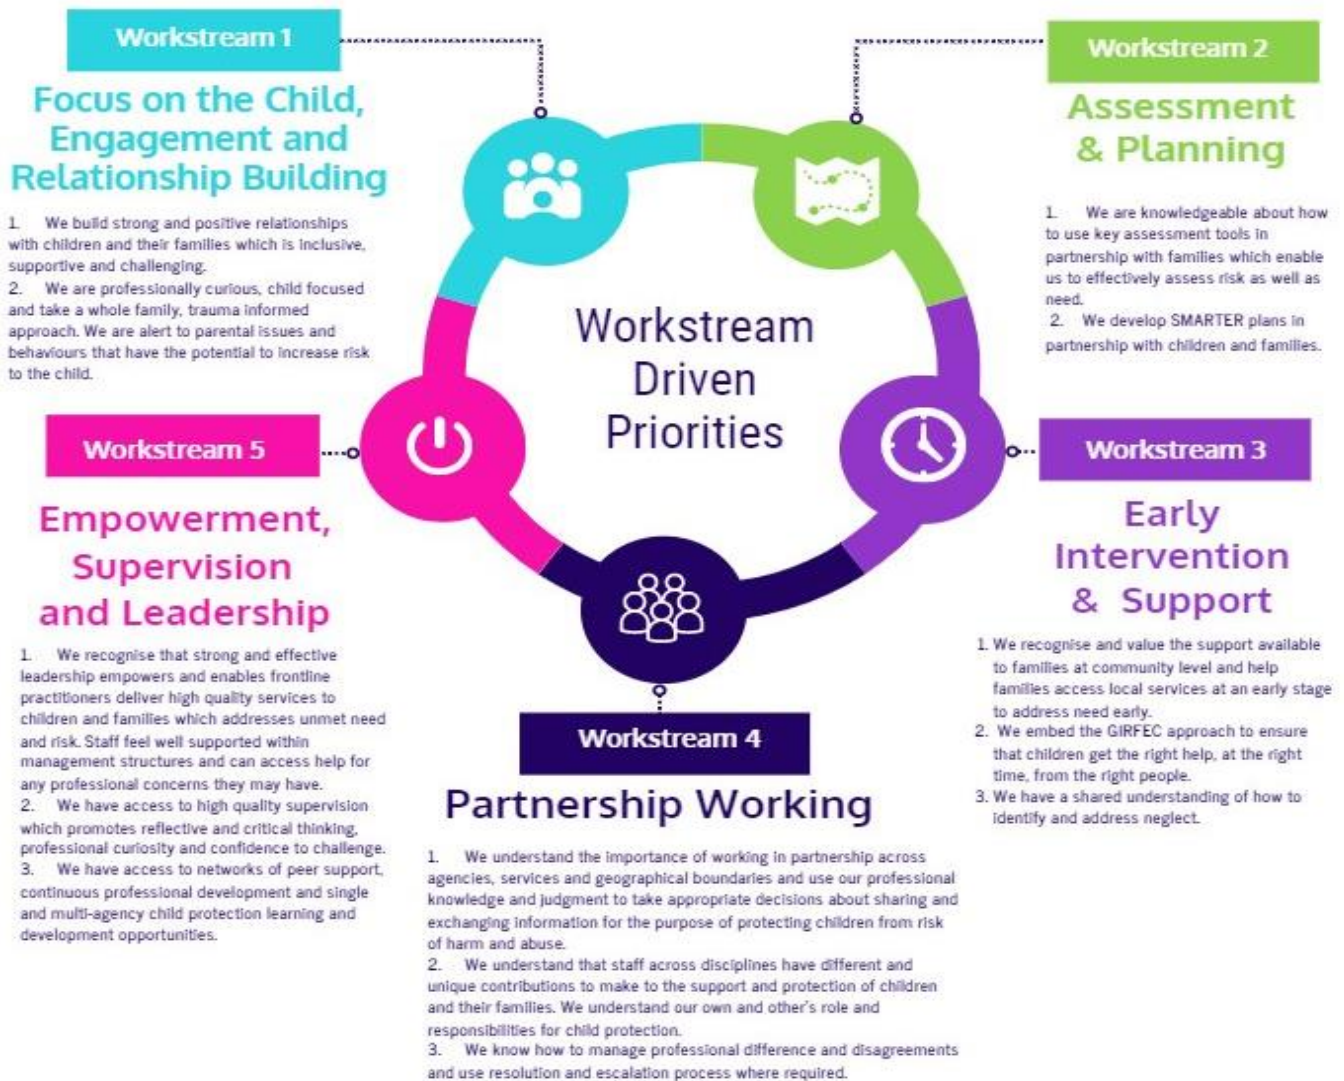 Workstream 1
Focus on the Child,
Engagement and
Relationship Building
1. We build strong and positive relationships
with children and their families which is inclusive,
supportive and challenging.
2. We are professionally curious, child focused
and take a whole family, trauma informed
approach. We are alert to parental issues and
behaviours that have the potential to increase risk
to the child.
Workstream 2
Assessment
& Planning
1. We are knowledgeable about how
to use key assessment tools in
partnership with families which enable
us to effectively assess risk as well as
need.
2. We develop SMARTER plans in
partnership with children and families.
Workstream
Driven
Priorities
Workstream 3
Early
Intervention
& Support
1. We recognise and value the support available
to families at community level and help
families access local services at an early stage
to address need early.
2. We embed the GIRFEC approach to ensure
that children get the right help, at the right
time, from the right people.
3. We have a shared understanding of how to
identify and address neglect.
Workstream 4
Partnership Working
1. We understand the importance of working in partnership across
agencies, services and geographical boundaries and use our professional
knowledge and judgment to take appropriate decisions about sharing and
exchanging information for the purpose of protecting children from risk
of harm and abuse.
2. We understand that staff across disciplines have different and
unique contributions to make to the support and protection of children
and their families. We understand our own and other's role and
responsibilities for child protection.
3. We know how to manage professional difference and disagreements
and use resolution and escalation process where required.
Workstream 5
Empowerment,
Supervision
and Leadership
1. We recognise that strong and effective
leadership empowers and enables frontline
practitioners deliver high quality services to
children and families which addresses unmet need
and risk. Staff feel well supported within
management structures and can access help for
any professional concerns they may have.
2. We have access to high quality supervision
which promotes reflective and critical thinking,
professional curiosity and confidence to challenge.
3. We have access to networks of peer support,
continuous professional development and single
and multi-agency child protection learning and
development opportunities.